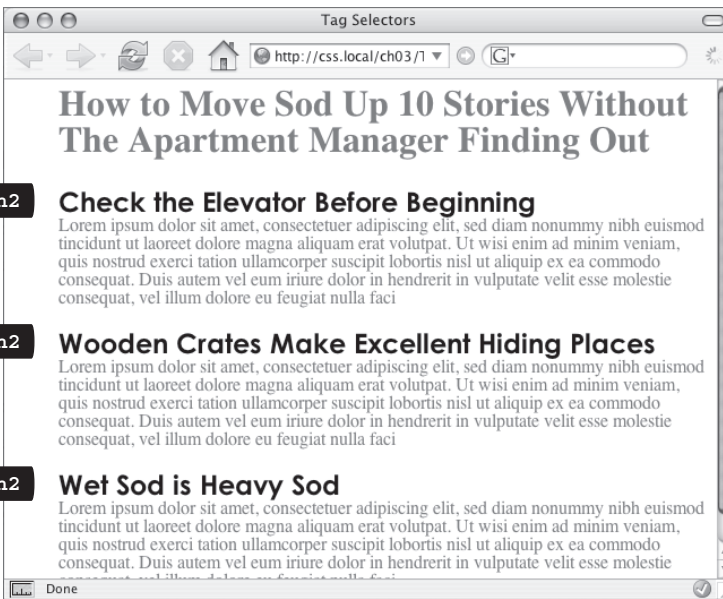 Tag Selectors
http://css.local/ch03/T
G
How to Move Sod Up 10 Stories Without
The Apartment Manager Finding Out
h2
Check the Elevator Before Beginning
Lorem ipsum dolor sit amet, consectetuer adipiscing elit, sed diam nonummy nibh euismod
tincidunt ut laoreet dolore magna aliquam erat volutpat. Ut wisi enim ad minim veniam,
quis nostrud exerci tation ullamcorper suscipit lobortis nisl ut aliquip ex ea commodo
consequat. Duis autem vel eum iriure dolor in hendrerit in vulputate velit esse molestie
consequat, vel illum dolore eu feugiat nulla faci
h2
Wooden Crates Make Excellent Hiding Places
Lorem ipsum dolor sit amet, consectetuer adipiscing elit, sed diam nonummy nibh euismod
tincidunt ut laoreet dolore magna aliquam erat volutpat. Ut wisi enim ad minim veniam,
quis nostrud exerci tation ullamcorper suscipit lobortis nisl ut aliquip ex ea commodo
consequat. Duis autem vel eum iriure dolor in hendrerit in vulputate velit esse molestie
consequat, vel illum dolore eu feugiat nulla faci
h2
Wet Sod is Heavy Sod
Lorem ipsum dolor sit amet, consectetuer adipiscing elit, sed diam nonummy nibh euismod
tincidunt ut laoreet dolore magna aliquam erat volutpat. Ut wisi enim ad minim veniam,
quis nostrud exerci tation ullamcorper suscipit lobortis nisl ut aliquip ex ea commodo
consequat. Duis autem vel eum iriure dolor in hendrerit in vulputate velit esse molestie
Done